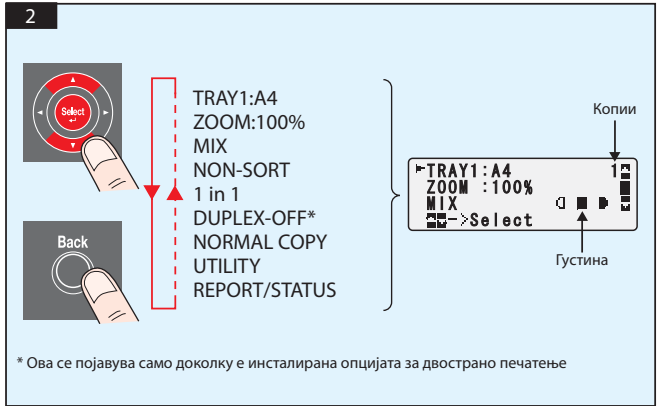 2
Select
Back
TRAY1:A4
ZOOM:100%
MIX
NON-SORT
1 in 1
DUPLEX-OFF*
NORMAL COPY
UTILITY
REPORT/STATUS
Копии
TRAY1:A4 1
ZOOM :100%
MIX
->Select
Густина
* Ова се појавува само доколку е инсталирана опцијата за двострано печатење